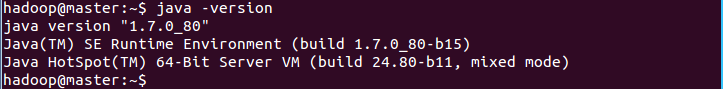 hadoop@master:~$ java -version
java version "1.7.0_80"
Java(TM) SE Runtime Environment (build 1.7.0_80-b15)
Java HotSpot(TM) 64-Bit Server VM (build 24.80-b11, mixed mode)
hadoop@master:~$